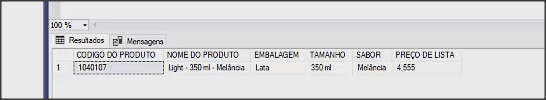 100 %
Resultados Mensagens
CODIGO DO PRODUTO NOME DO PRODUTO EMBALAGEM TAMANHO SABOR PREÇO DE LISTA
1 1040107 Light - 350 ml - Melância Lata 350 ml Melância 4,555